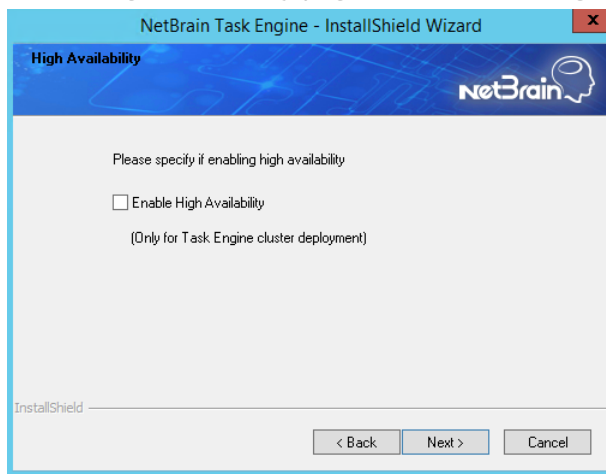 NetBrain Task Engine - InstallShield Wizard
x
High Availability
NetBrain
Please specify if enabling high availability
Enable High Availability
(Only for Task Engine cluster deployment)
InstallShield
< Back Next > Cancel